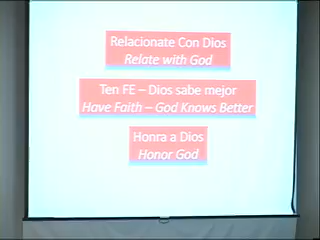 Relacionate Con Dios
Relate with God
Ten FE – Dios sabe mejor
Have Faith – God Knows Better
Honra a Dios
Honor God